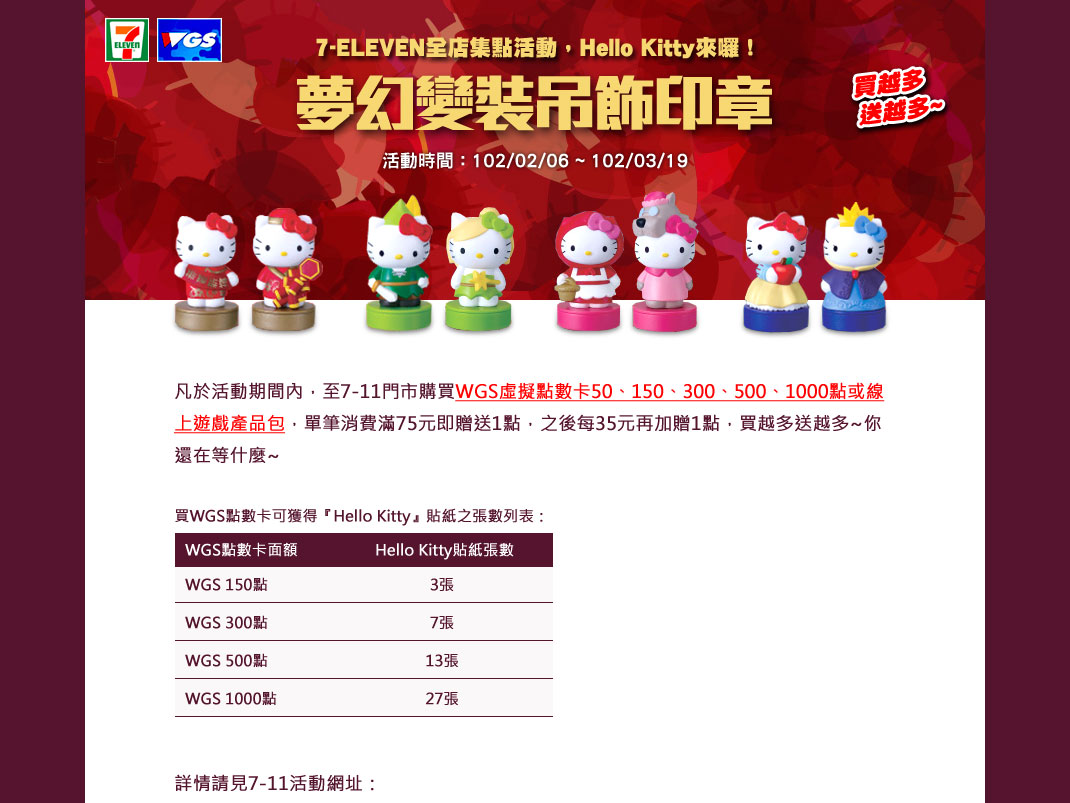 7
ELEVEN
WGS
7-ELEVEN全店集點活動，Hello Kitty來囉！
夢幻變裝吊飾印章
買越多
送越多~
活動時間：102/02/06 ~ 102/03/19
凡於活動期間內，至7-11門市購買WGS虛擬點數卡50、150、300、500、1000點或線
上遊戲產品包，單筆消費滿75元即贈送1點，之後每35元再加贈1點，買越多送越多~你
還在等什麼~
買WGS點數卡可獲得『Hello Kitty』貼紙之張數列表：
WGS點數卡面額 Hello Kitty貼紙張數
WGS 150點 3張
WGS 300點 7張
WGS 500點 13張
WGS 1000點 27張
詳情請見7-11活動網址：